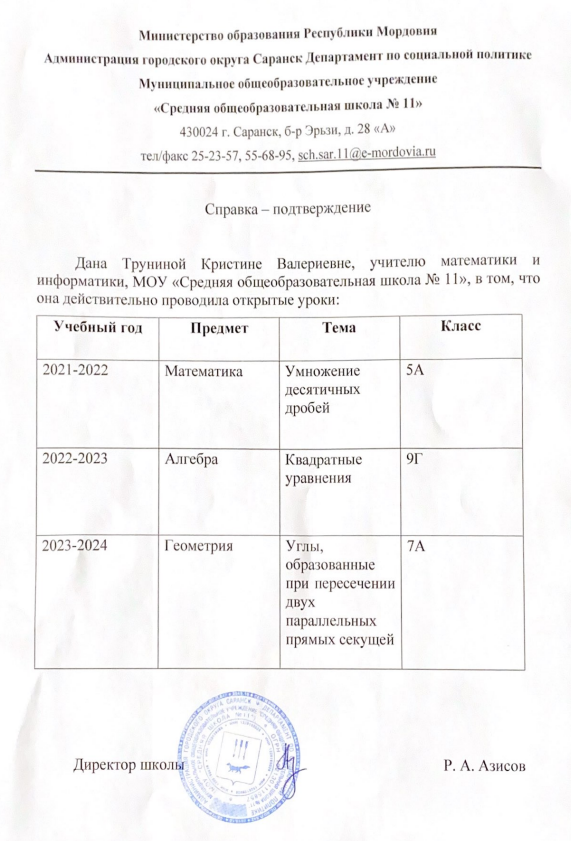 Министерство образования Республики Мордовия
Администрация городского округа Саранск Департамент по социальной политике
Муниципальное общеобразовательное учреждение
«Средняя общеобразовательная школа № 11»
430024 г. Саранск, б-р Эрьзи, д. 28 «А»
тел/факс 25-23-57, 55-68-95, sch.sar.11@e-mordovia.ru
Справка – подтверждение
Дана Труниной Кристине Валериевне, учителю математики и
информатики, МОУ «Средняя общеобразовательная школа № 11», в том, что
она действительно проводила открытые уроки:
Учебный год Предмет Тема Класс
2021-2022 Математика Умножение 5А
десятичных
дробей
2022-2023 Алгебра Квадратные 9Г
уравнения
2023-2024 Геометрия Углы, 7А
образованные
при пересечении
двух
параллельных
прямых секущей
Директор школы Р. А. Азисов